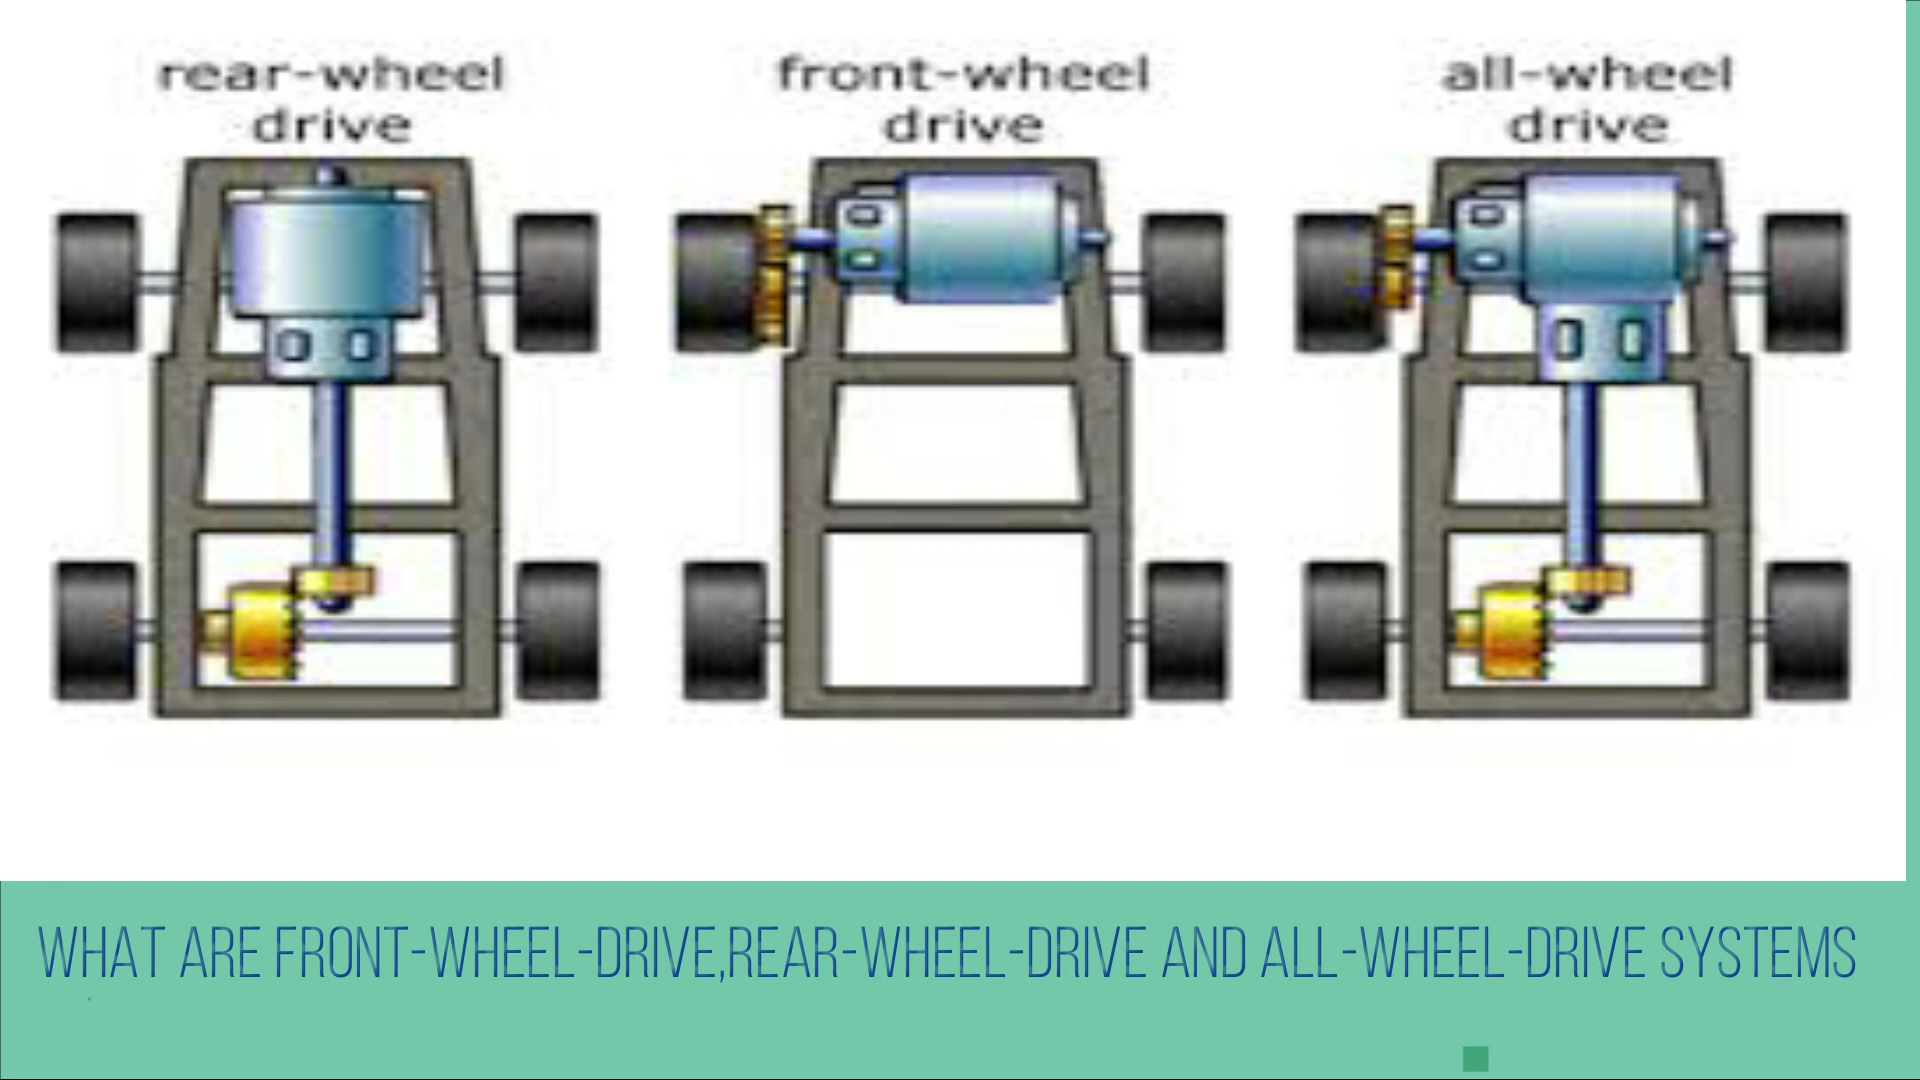 rear-wheel
drive
front-wheel
drive
all-wheel
drive
WHAT ARE FRONT-WHEEL-DRIVE,REAR-WHEEL-DRIVE AND ALL-WHEEL-DRIVE SYSTEMS